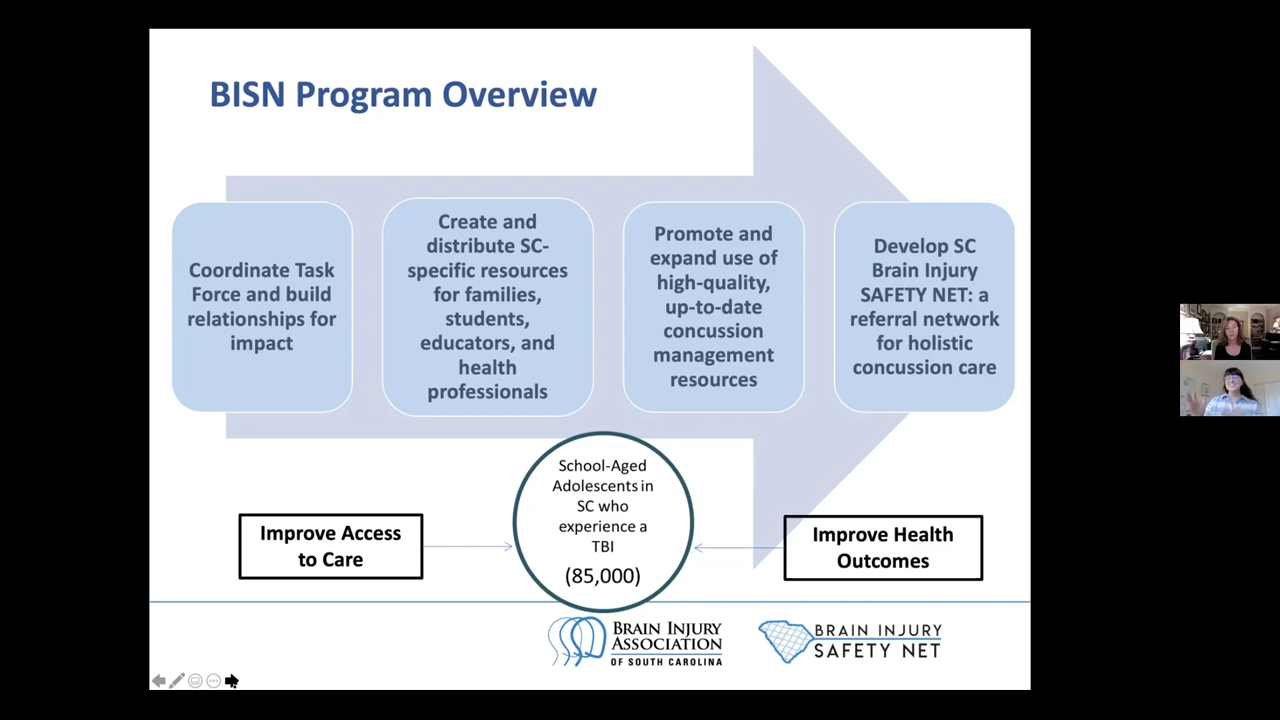 BISN Program Overview
Coordinate Task
Force and build
relationships for
impact
Create and
distribute SC-
specific resources
for families,
students,
educators, and
health
professionals
Promote and
expand use of
high-quality,
up-to-date
concussion
management
resources
Develop SC
Brain Injury
SAFETY NET: a
referral network
for holistic
concussion care
Improve Access
to Care
School-Aged
Adolescents in
SC who
experience a
TBI
(85,000)
Improve Health
Outcomes
BRAIN INJURY
ASSOCIATION
OF SOUTH CAROLINA
BRAIN INJURY
SAFETY NET